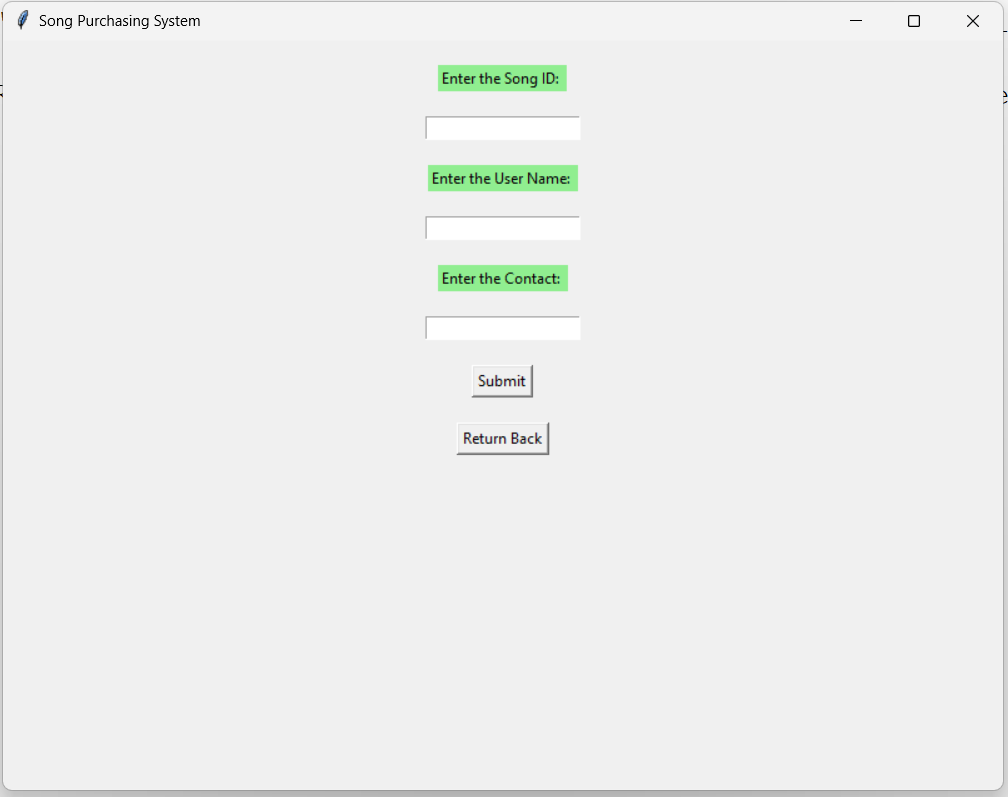 Song Purchasing System
Enter the Song ID:
Enter the User Name:
Enter the Contact:
Submit
Return Back